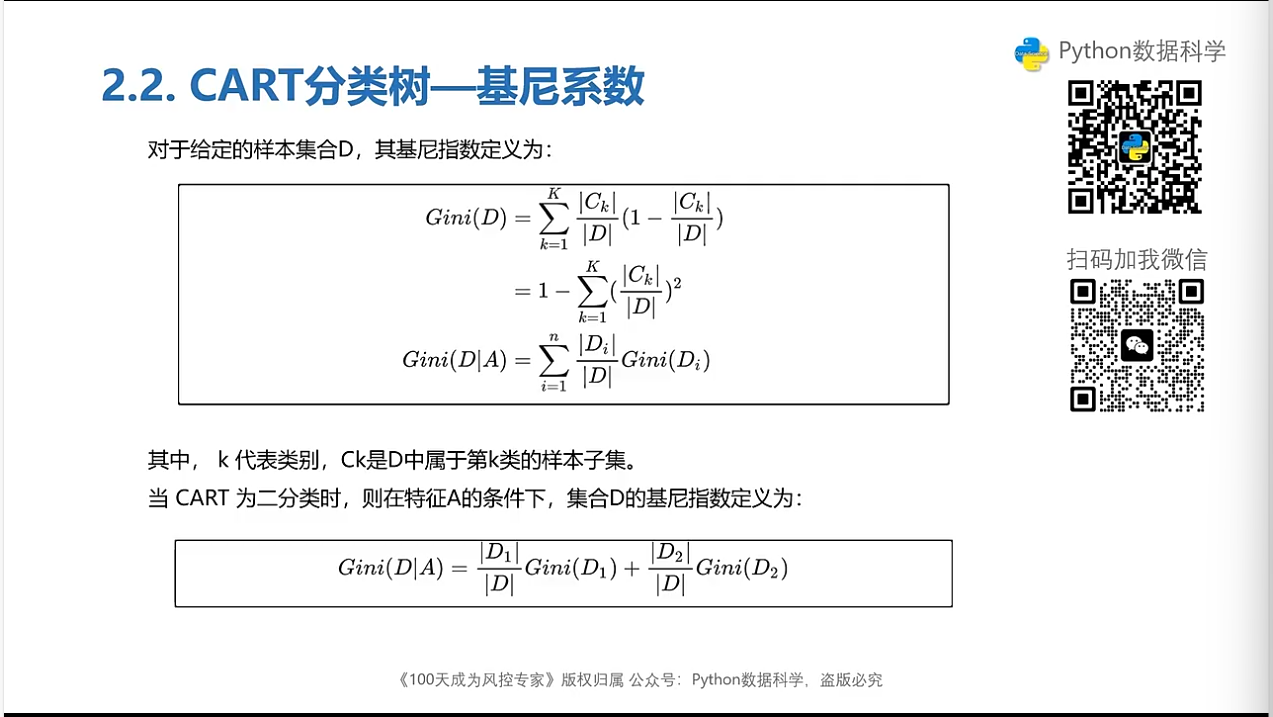 2.2. CART分类树—基尼系数
Python数据科学
对于给定的样本集合D，其基尼指数定义为：
Gini(D) = \sum_{k=1}^{K} \frac{|C_k|}{|D|}(1 - \frac{|C_k|}{|D|})
= 1 - \sum_{k=1}^{K} (\frac{|C_k|}{|D|})^2
Gini(D|A) = \sum_{i=1}^{n} \frac{|D_i|}{|D|} Gini(D_i)
扫码加我微信
其中， k 代表类别，Ck是D中属于第k类的样本子集。
当 CART 为二分类时，则在特征A的条件下，集合D的基尼指数定义为：
Gini(D|A) = \frac{|D_1|}{|D|} Gini(D_1) + \frac{|D_2|}{|D|} Gini(D_2)
《100天成为风控专家》版权归属 公众号：Python数据科学，盗版必究